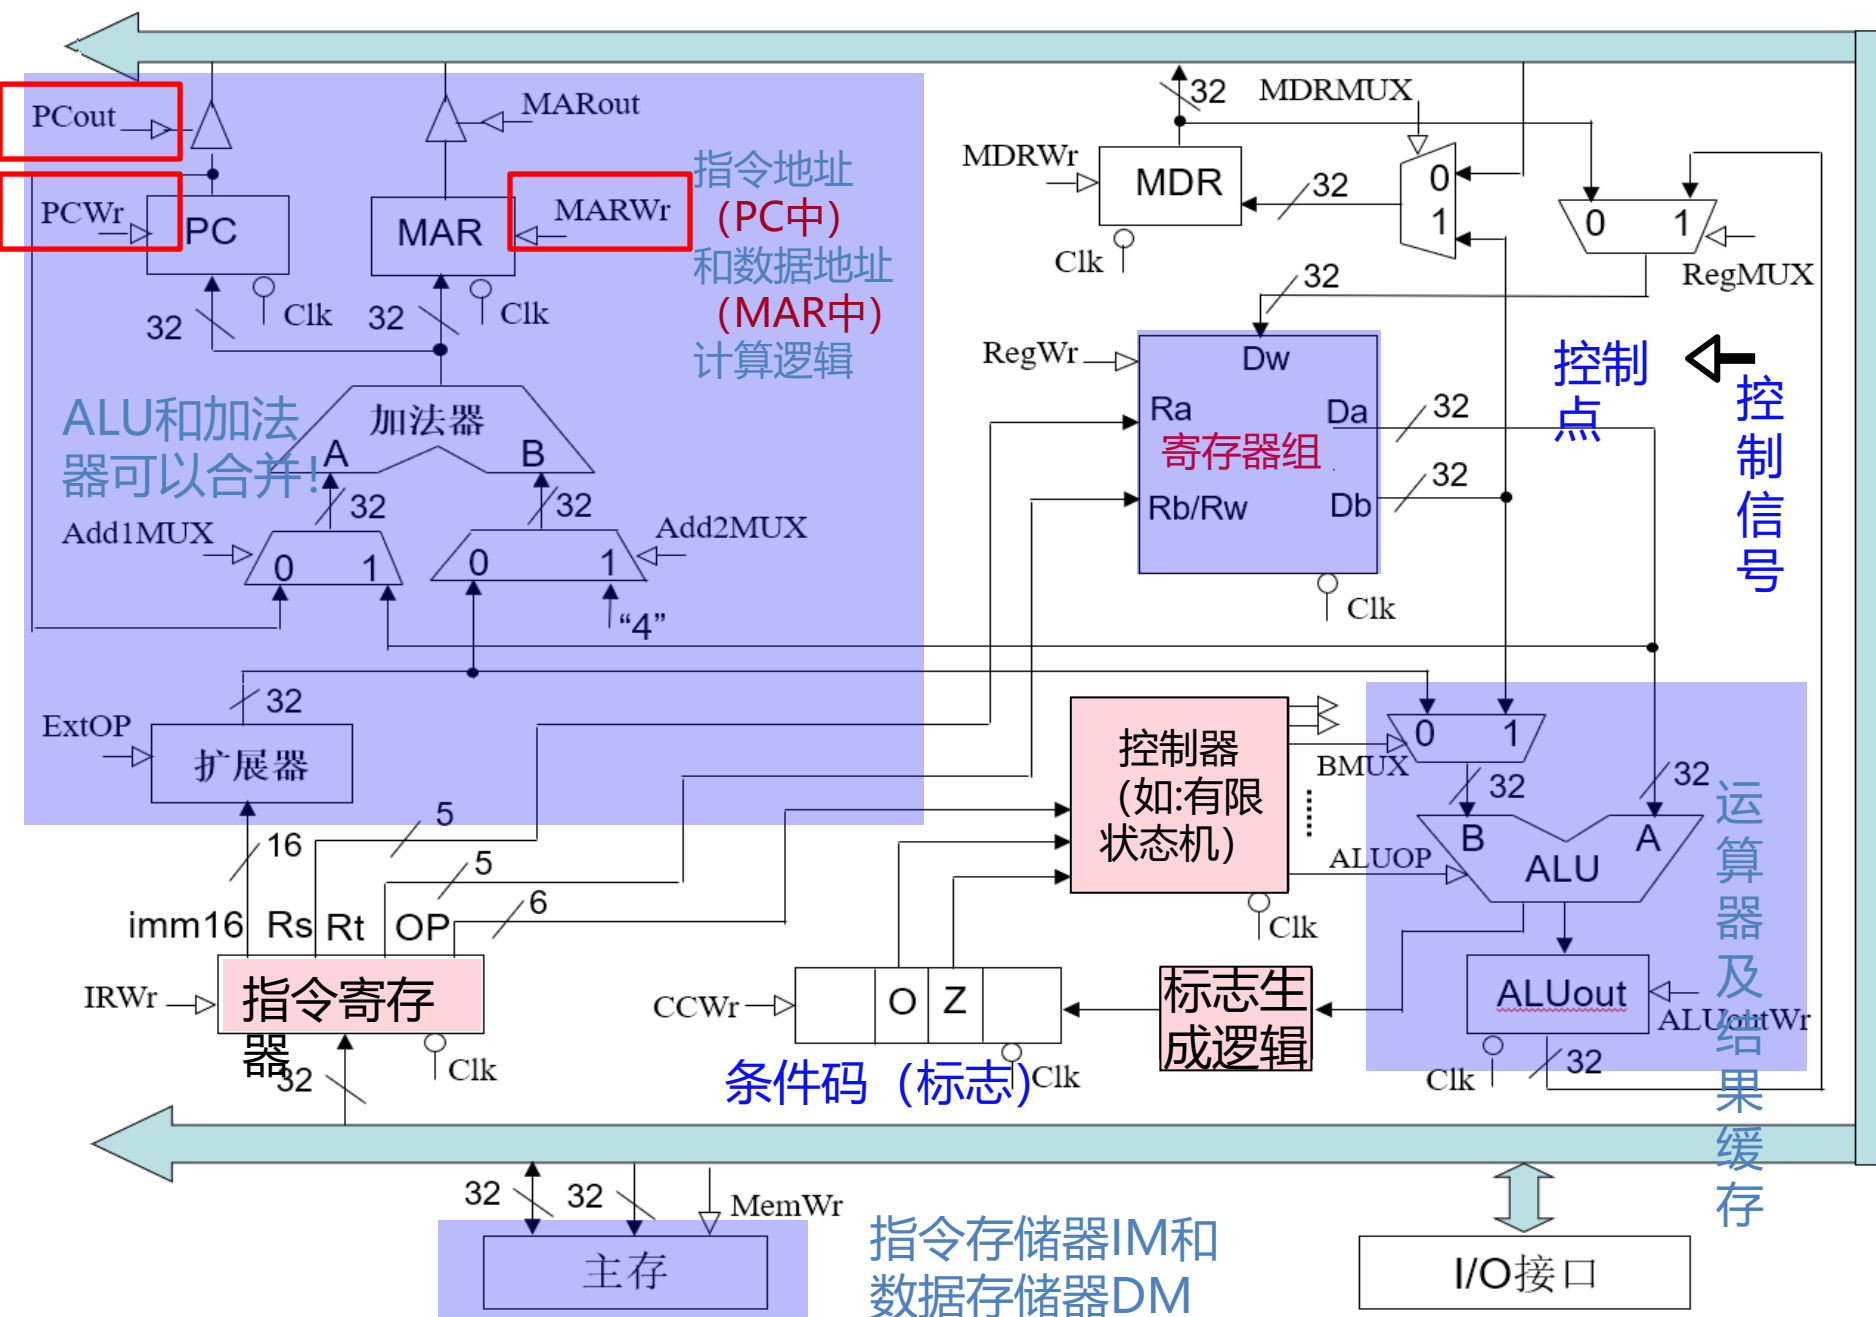 PCout
MARout
32
MDRMUX
PCWr
PC
MAR
MARWr
指令地址
（PC中）
和数据地址
（MAR中）
计算逻辑
MDRWr
MDR
32
0
1
0 1
RegMUX
Clk
32
Clk
32
Clk
Clk
32
RegWr
Dw
Ra
Da
32
寄存器组
Rb/Rw
Db
32
Clk
控制
点
控
制
信
号
ALU和加法
器可以合并！
加法器
A
B
32
32
Add1MUX
0 1
0 1
Add2MUX
“4”
32
ExtOP
扩展器
16
5
5
6
imm16 Rs Rt OP
IRWr
指令寄存
器
Clk
32
控制器
（如:有限
状态机）
BMUX
ALUOP
Clk
0 1
32
32
B
A
ALU
ALUout
ALUoutWr
Clk
32
运
算
器
及
结
果
缓
存
CCWr
O
Z
Clk
标志生
成逻辑
条件码（标志）
32
32
MemWr
主存
指令存储器IM和
数据存储器DM
I/O接口